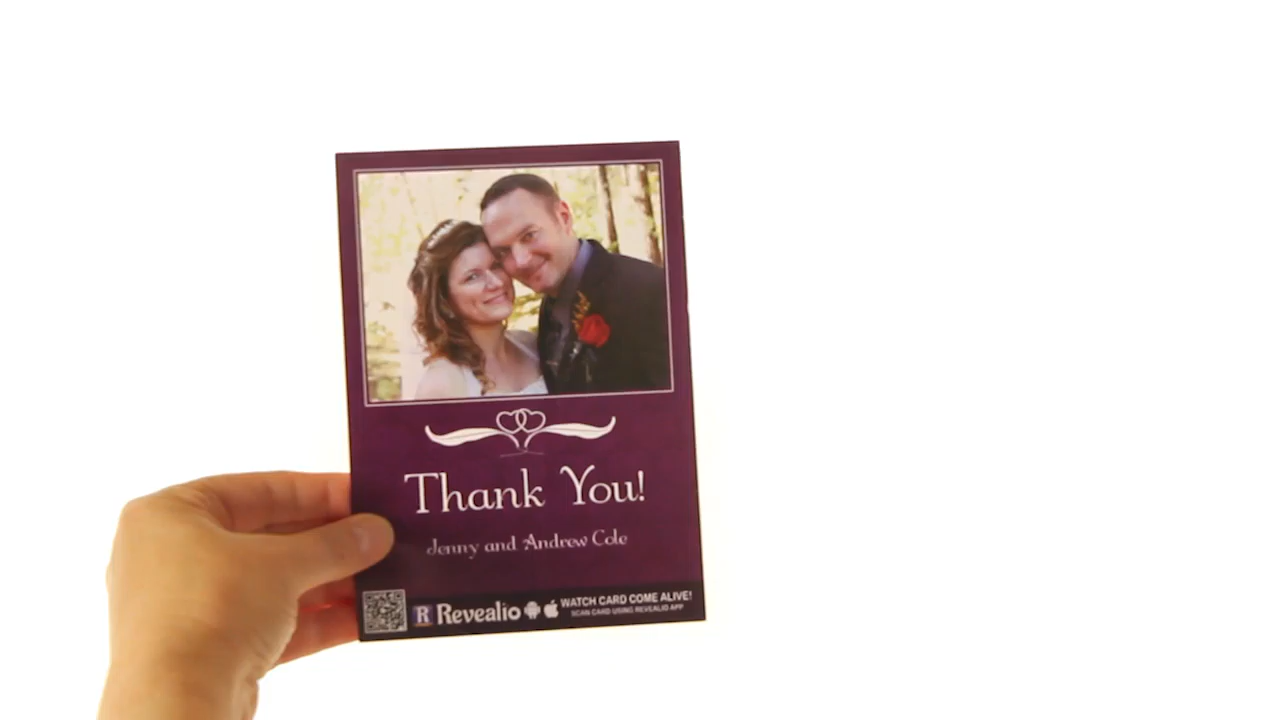 Thank You!
Jenny and Andrew Cole
R Revealio WATCH CARD COME ALIVE!
SCAN CARD USING REVEALIO APP